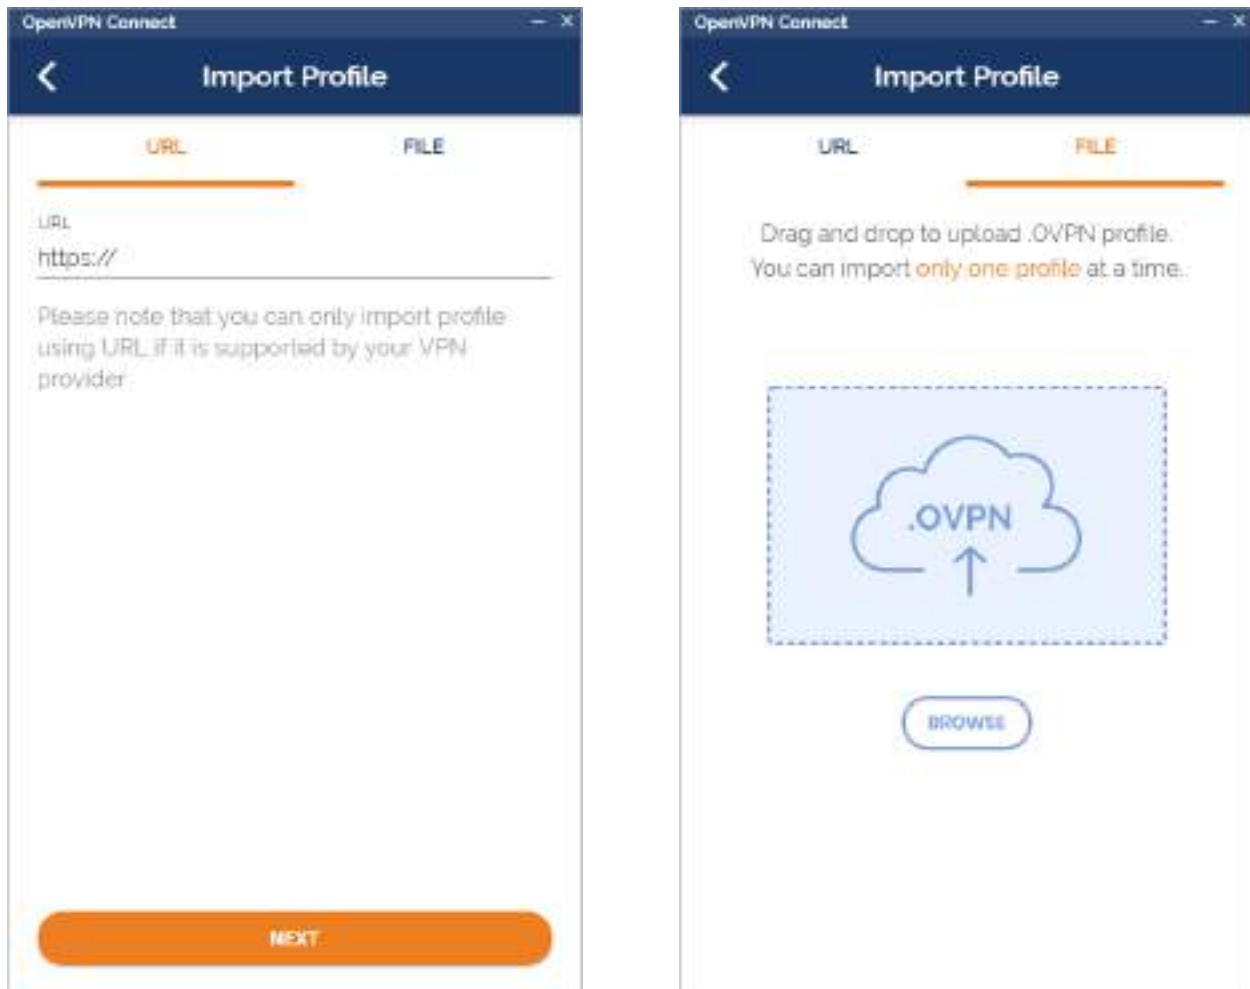 OpenVPN Connect
Import Profile
URL
FILE
URL
https://
Please note that you can only import profile
using URL if it is supported by your VPN
provider
NEXT
OpenVPN Connect
Import Profile
URL
FILE
Drag and drop to upload .OVPN profile.
You can import only one profile at a time.
.OVPN
BROWSE